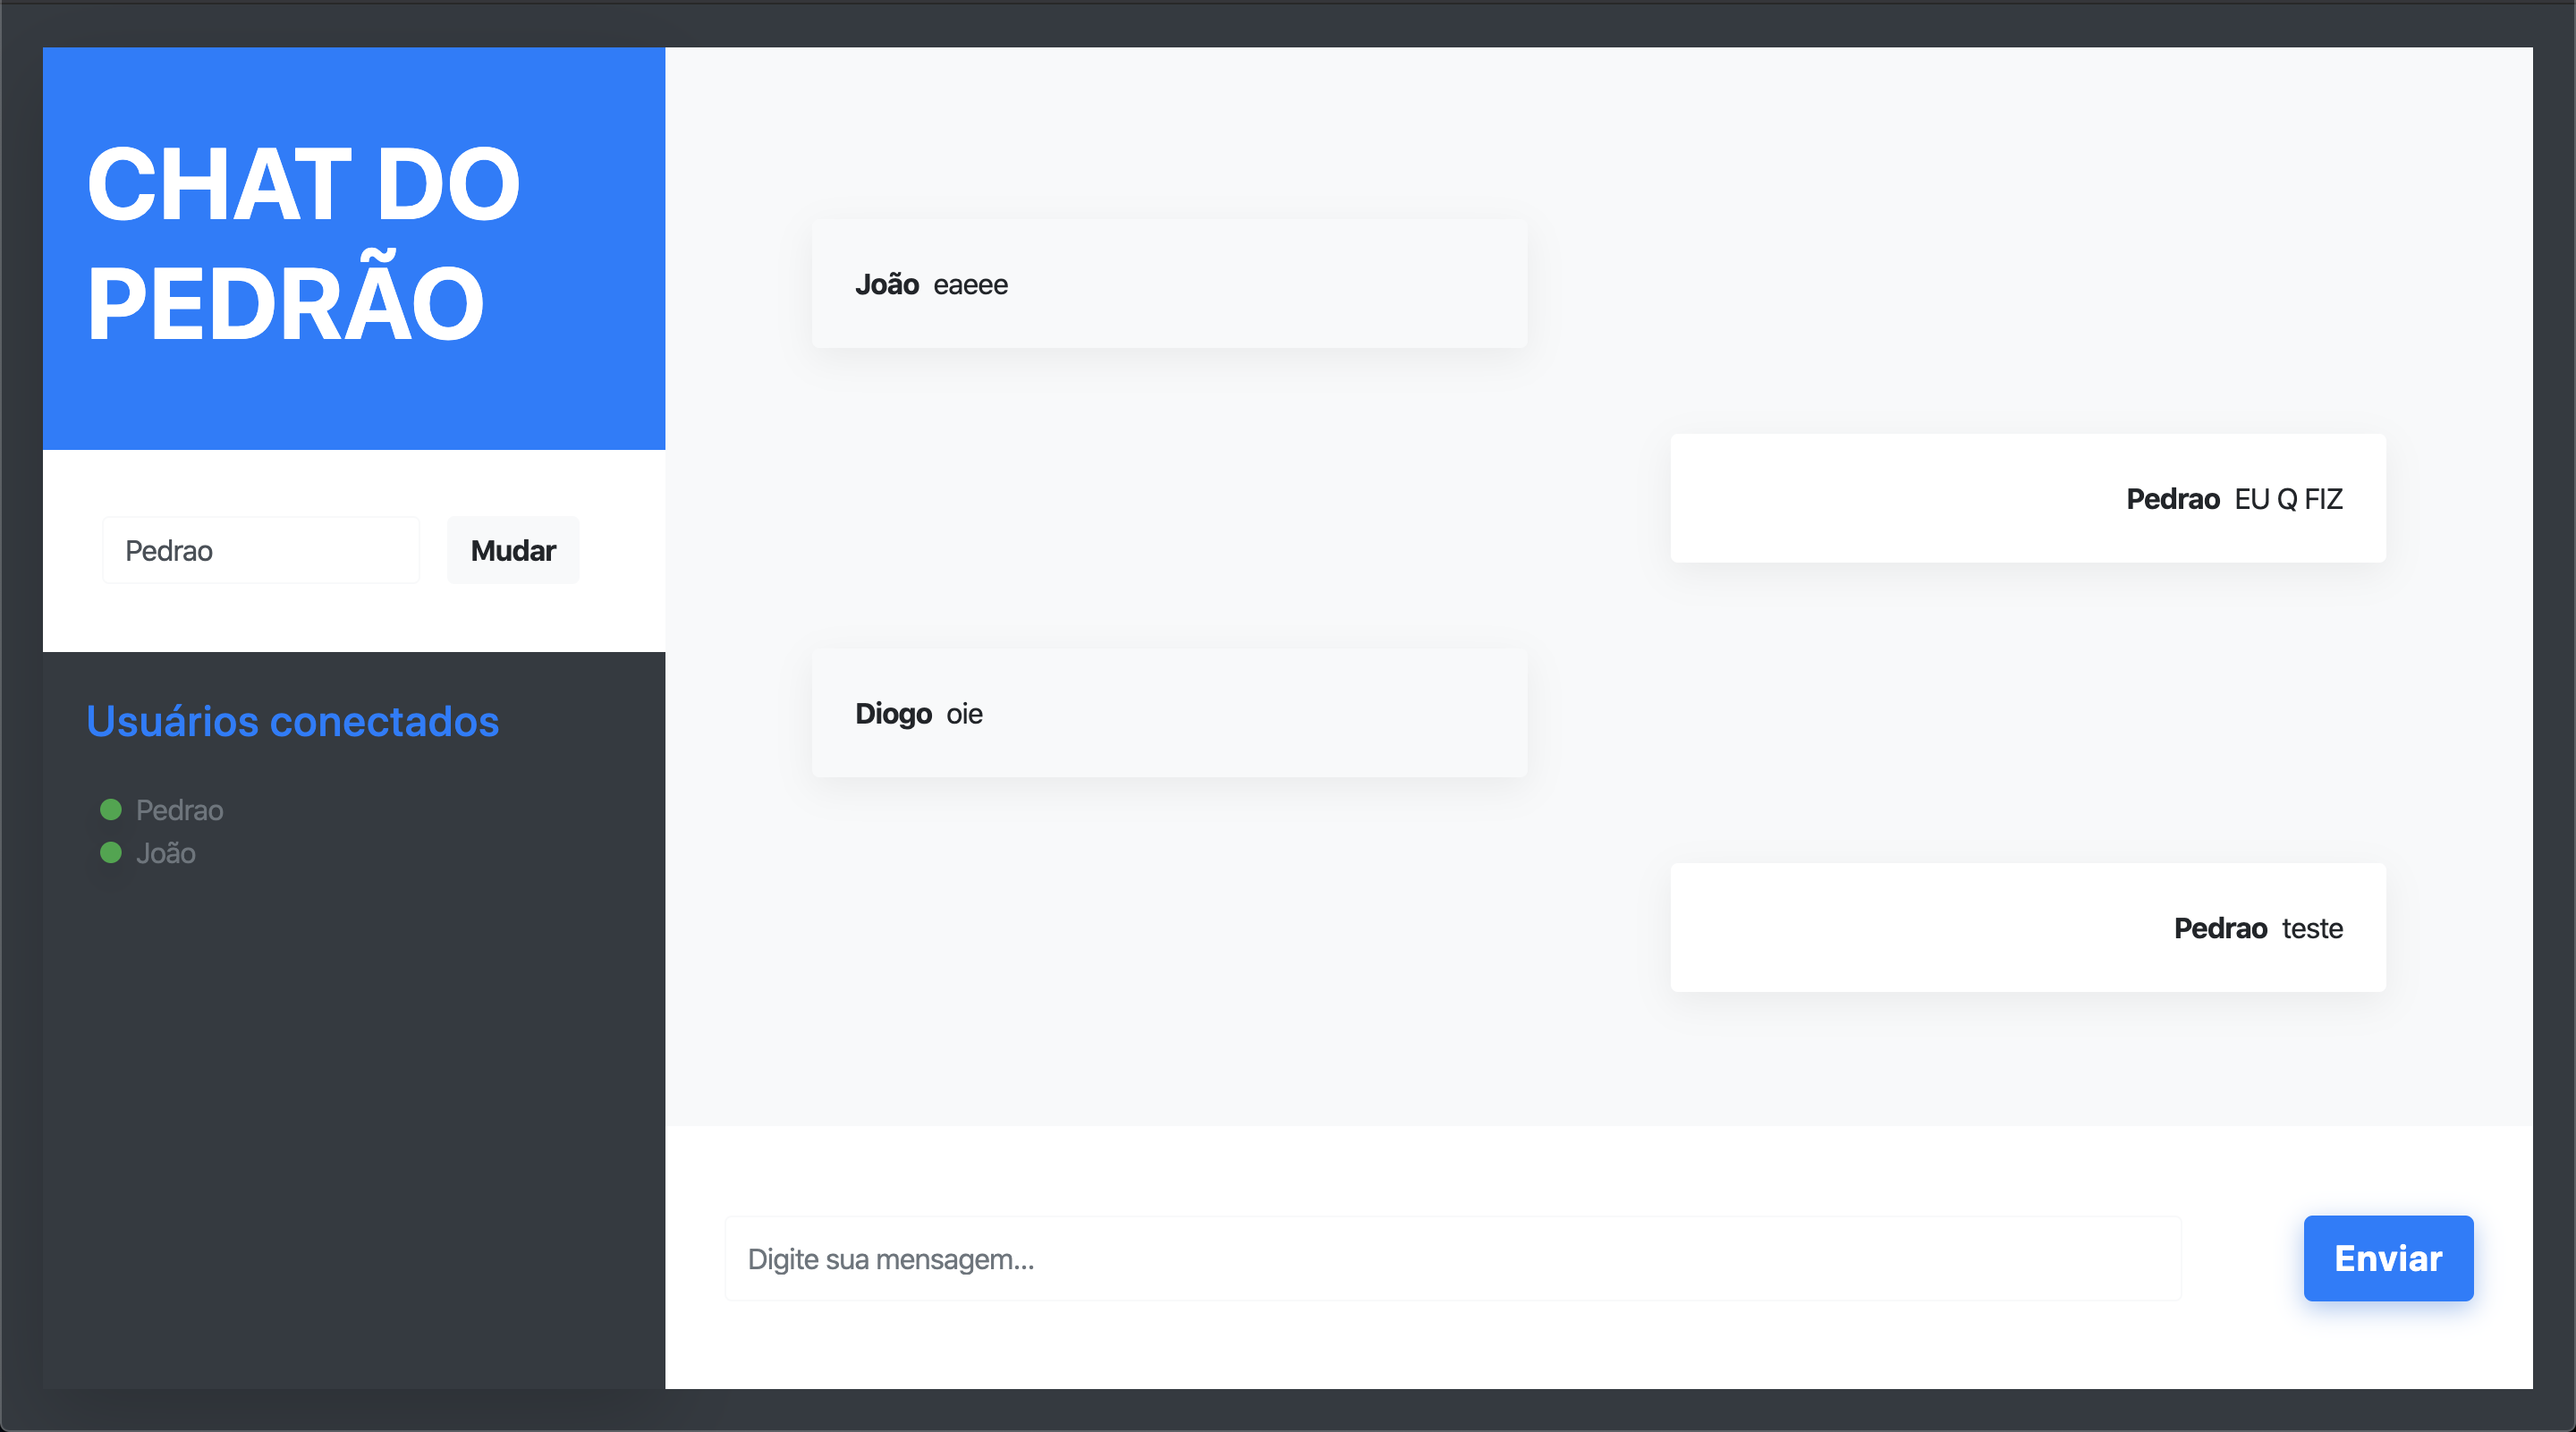 CHAT DO
PEDRÃO
Pedrao
Mudar
Usuários conectados
Pedrao
João
João eaeee
Pedrao EU Q FIZ
Diogo oie
Pedrao teste
Digite sua mensagem...
Enviar